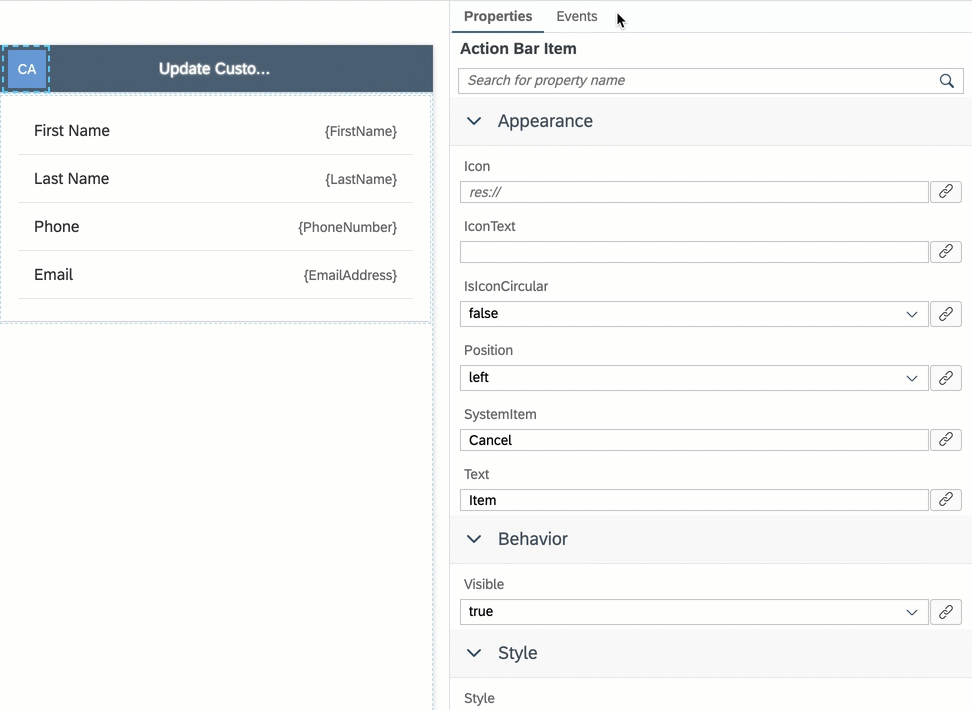 CA
Update Custo...
First Name
{FirstName}
Last Name
{LastName}
Phone
{PhoneNumber}
Email
{EmailAddress}
Properties
Events
Action Bar Item
Search for property name
Appearance
Icon
res://
IconText
IsIconCircular
false
Position
left
SystemItem
Cancel
Text
Item
Behavior
Visible
true
Style
Style